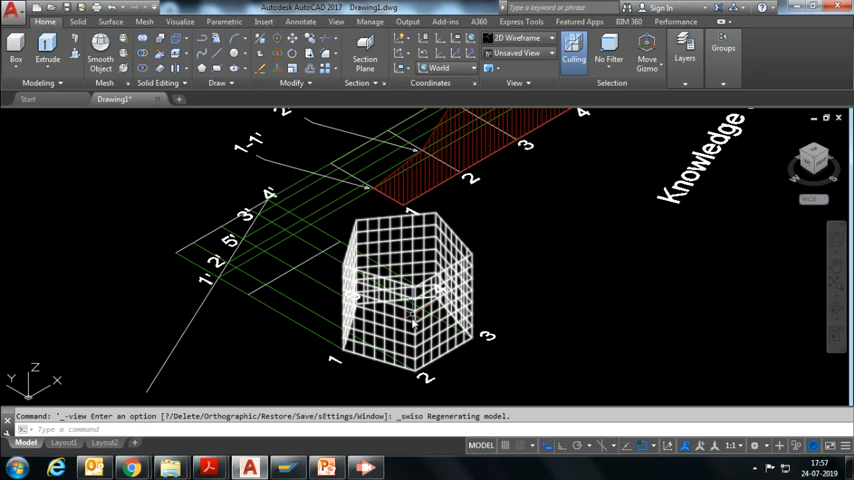 Autodesk AutoCAD 2017 Drawing1.dwg
Type a keyword or phrase
Sign In
Home Solid Surface Mesh Visualize Parametric Insert Annotate View Manage Output Add-ins A360 Express Tools Featured Apps BIM 360 Performance
Box
Extrude
Smooth Object
Section Plane
2D Wireframe
Unsaved View
World
Culling
No Filter
Move Gizmo
Layers
Groups
Modeling
Mesh
Solid Editing
Draw
Modify
Section
Coordinates
View
Selection
Start
Drawing1*
Knowledge
1-1'
2
4
3
2
1
4'
3'
5'
2'
1'
1
2
3
W
S
WCS
Z
Y
X
Command: '_-view Enter an option [?/Delete/Orthographic/Restore/Save/sEttings/Window]: _swiso Regenerating model.
Type a command
Model Layout1 Layout2
MODEL
1:1
17:57
24-07-2019